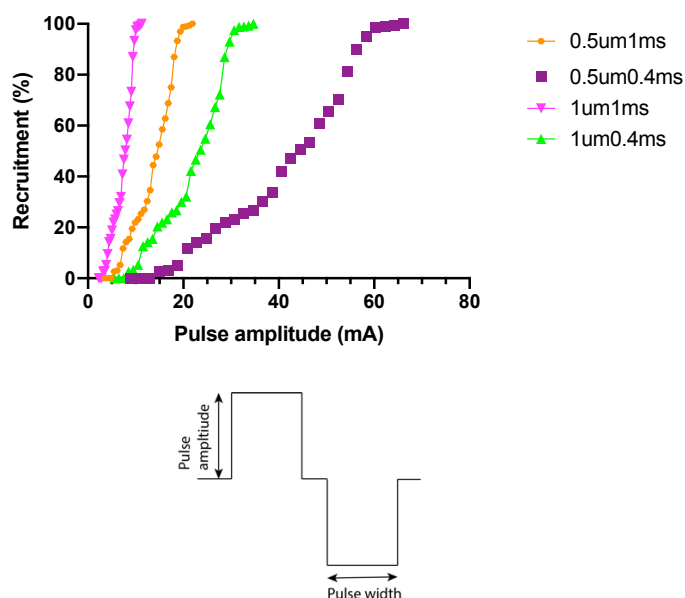 100
80
60
40
20
0
Recruitment (%)
0 20 40 60 80
Pulse amplitude (mA)
0.5um1ms
0.5um0.4ms
1um1ms
1um0.4ms
Pulse
ampltiude
Pulse width